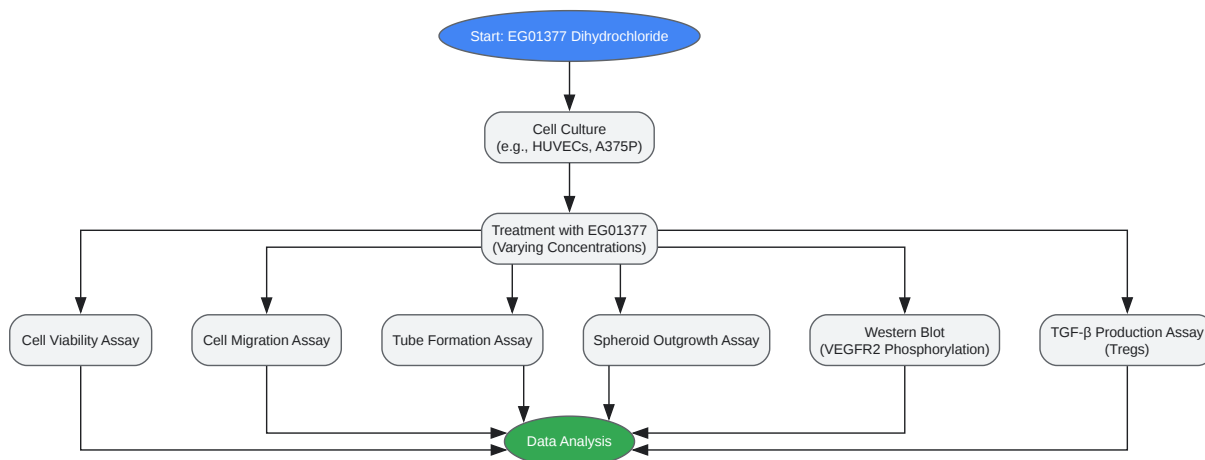 Start: EG01377 Dihydrochloride
Cell Culture
(e.g., HUVECs, A375P)
Treatment with EG01377
(Varying Concentrations)
Cell Viability Assay
Cell Migration Assay
Tube Formation Assay
Spheroid Outgrowth Assay
Western Blot
(VEGFR2 Phosphorylation)
TGF-β Production Assay
(Tregs)
Data Analysis